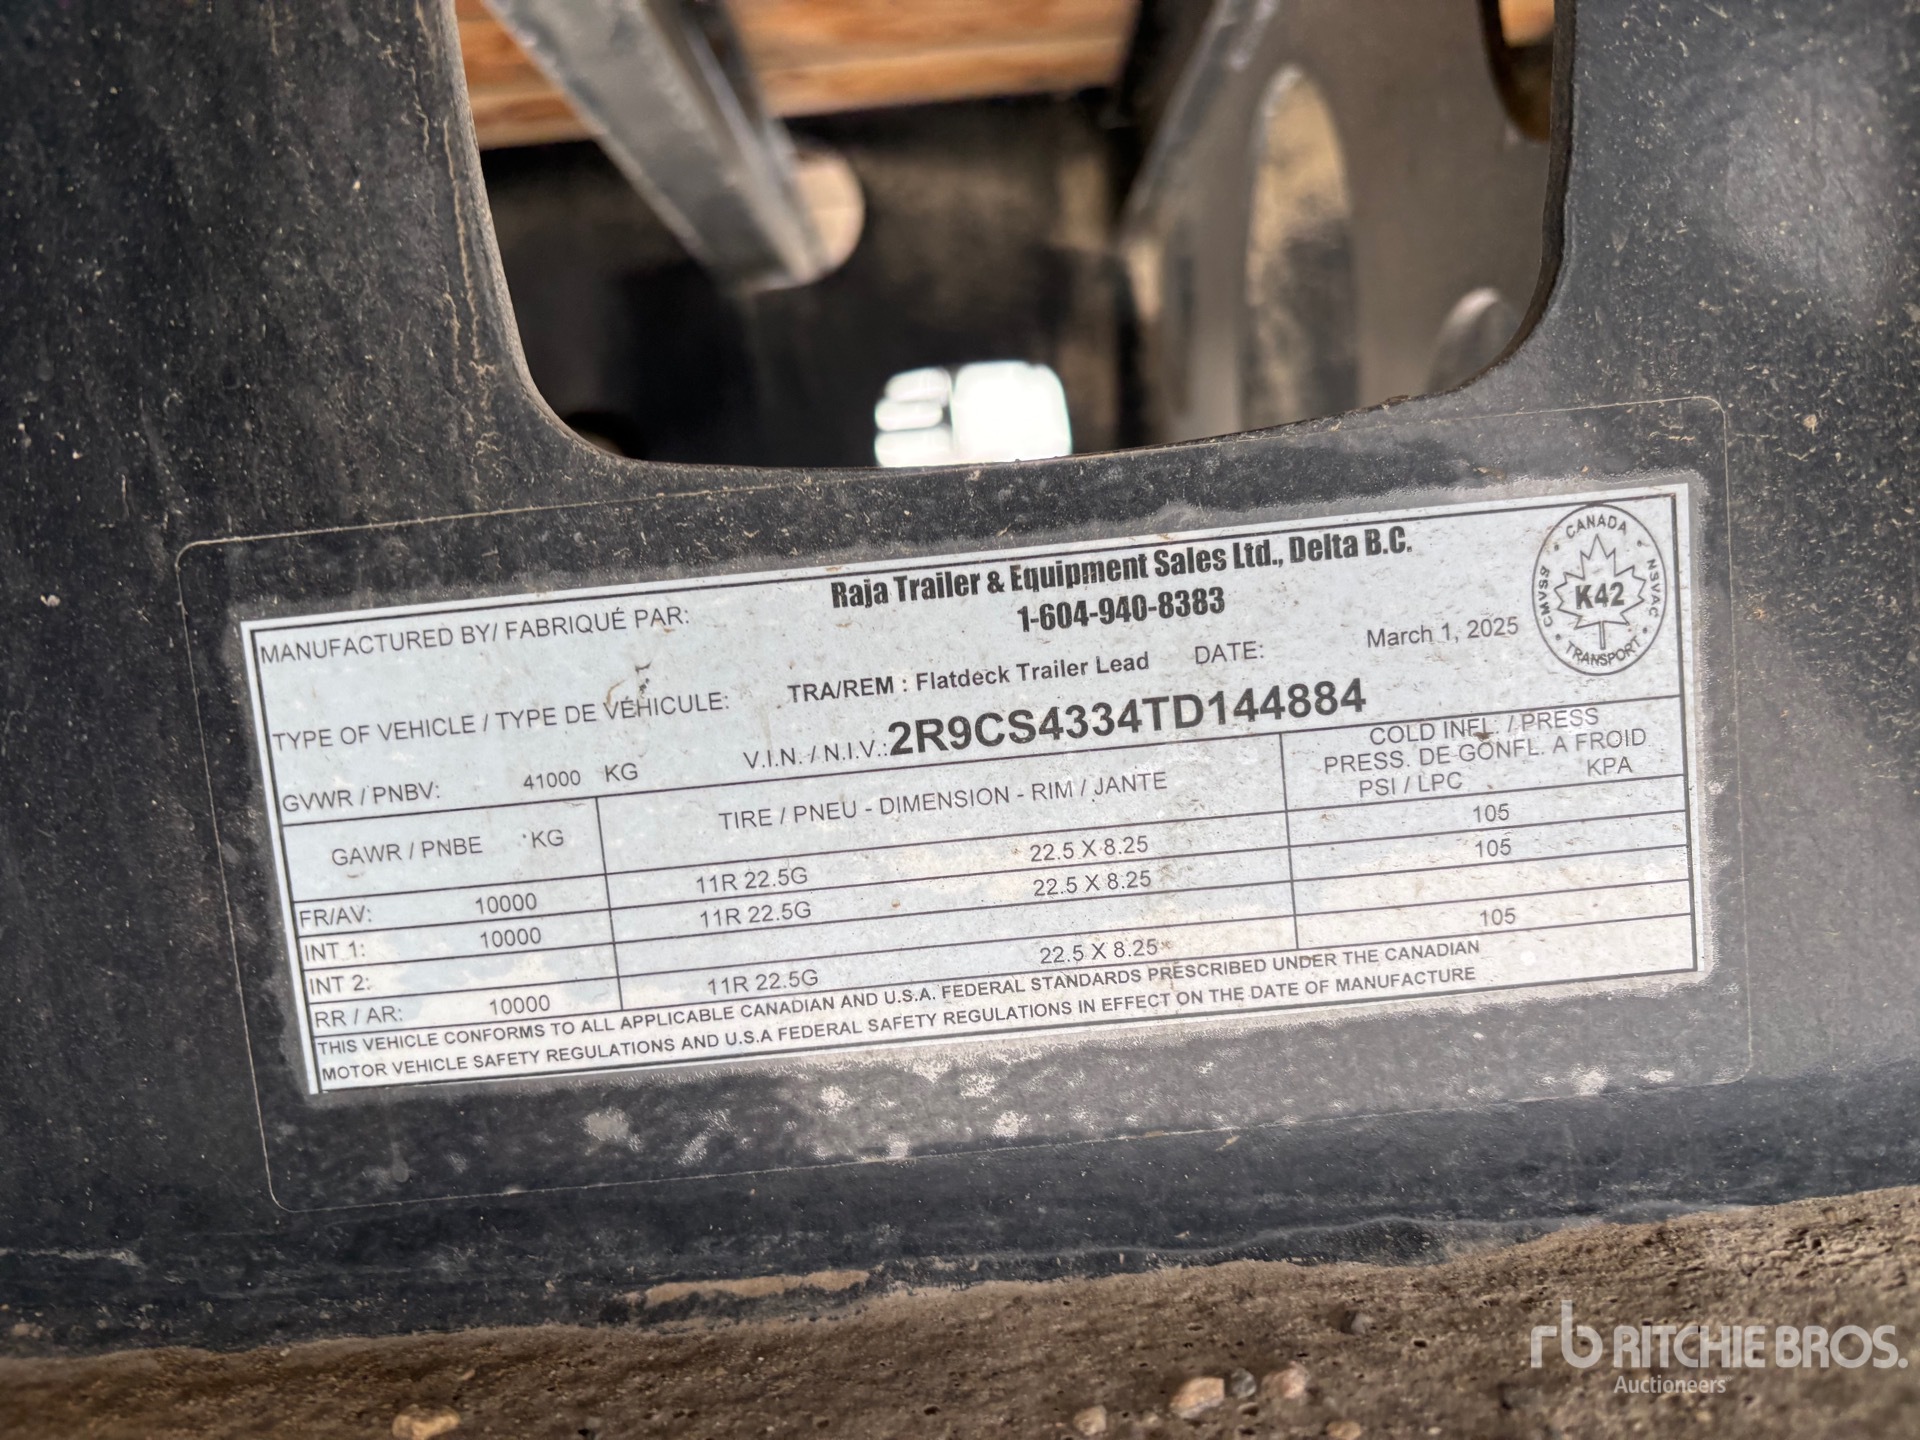 MANUFACTURED BY/ FABRIQUÉ PAR: Raja Trailer & Equipment Sales Ltd., Delta B.C.
1-604-940-8383
CANADA NSVAC TRANSPORT CMVSS
K42
TYPE OF VEHICLE / TYPE DE VÉHICULE: TRA/REM : Flatdeck Trailer Lead DATE: March 1, 2025
GVWR / PNBV: 41000 KG V.I.N. / N.I.V.: 2R9CS4334TD144884
GAWR / PNBE KG TIRE / PNEU - DIMENSION - RIM / JANTE COLD INFL. / PRESS
PRESS. DE GONFL. A FROID
PSI / LPC KPA
FR/AV: 10000 11R 22.5G 22.5 X 8.25 105
INT 1: 10000 11R 22.5G 22.5 X 8.25 105
INT 2:
RR / AR: 10000 11R 22.5G 22.5 X 8.25 105
THIS VEHICLE CONFORMS TO ALL APPLICABLE CANADIAN AND U.S.A. FEDERAL STANDARDS PRESCRIBED UNDER THE CANADIAN
MOTOR VEHICLE SAFETY REGULATIONS AND U.S.A FEDERAL SAFETY REGULATIONS IN EFFECT ON THE DATE OF MANUFACTURE
rb RITCHIE BROS.
Auctioneers